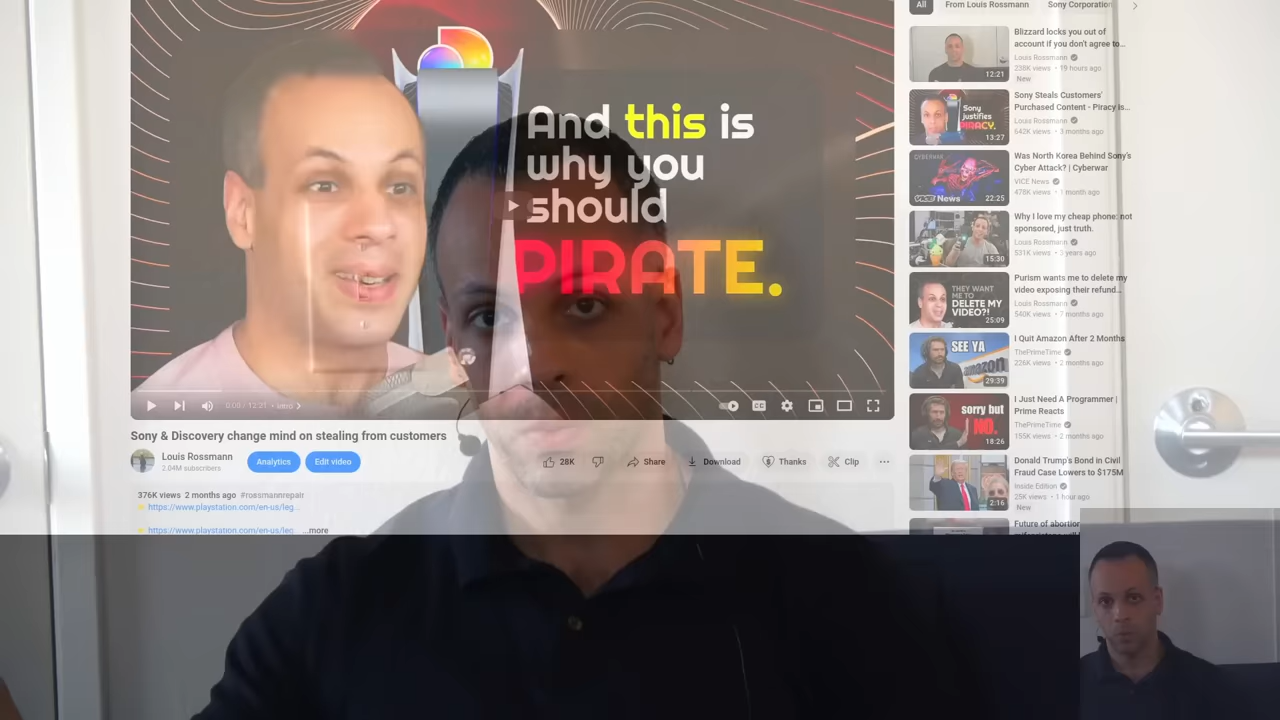 All
From Louis Rossmann
Sony Corporation
And this is
why you
should
PIRATE.
0:00 / 12:21 • Intro
CC
Sony & Discovery change mind on stealing from customers
Louis Rossmann
2.04M subscribers
Analytics
Edit video
28K
Share
Download
Thanks
Clip
376K views 2 months ago #rossmannrepair
https://www.playstation.com/en-us/leg...
https://www.playstation.com/en-us/leg... ...more
12:21
Blizzard locks you out of
account if you don't agree to...
Louis Rossmann
238K views • 19 hours ago
New
Sony
justifies
PIRACY.
13:27
Sony Steals Customers'
Purchased Content - Piracy is...
Louis Rossmann
642K views • 3 months ago
CYBERWAR
VICE News
22:25
Was North Korea Behind Sony's
Cyber Attack? | Cyberwar
VICE News
478K views • 1 month ago
15:30
Why I love my cheap phone: not
sponsored, just truth.
Louis Rossmann
531K views • 3 years ago
THEY WANT
ME TO
DELETE MY
VIDEO?!
25:09
Purism wants me to delete my
video exposing their refund...
Louis Rossmann
540K views • 7 months ago
SEE YA
amazon
29:39
I Quit Amazon After 2 Months
ThePrimeTime
226K views • 2 months ago
sorry but
NO.
18:26
I Just Need A Programmer |
Prime Reacts
ThePrimeTime
155K views • 2 months ago
2:16
Donald Trump's Bond in Civil
Fraud Case Lowers to $175M
Inside Edition
25K views • 1 hour ago
New
Future of abortion